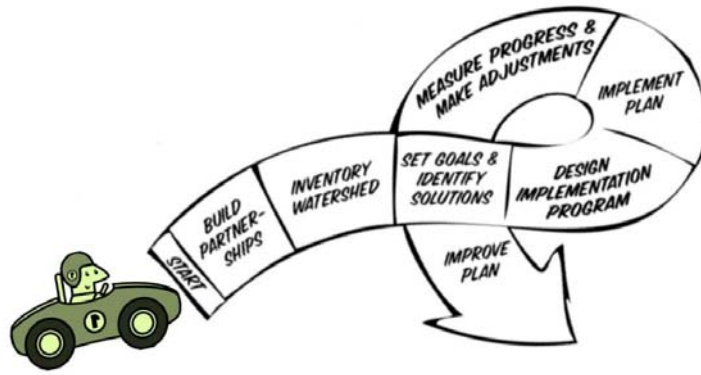 START
BUILD
PARTNER-
SHIPS
INVENTORY
WATERSHED
SET GOALS &
IDENTIFY
SOLUTIONS
DESIGN
IMPLEMENTATION
PROGRAM
IMPLEMENT
PLAN
MEASURE PROGRESS &
MAKE ADJUSTMENTS
IMPROVE
PLAN
1